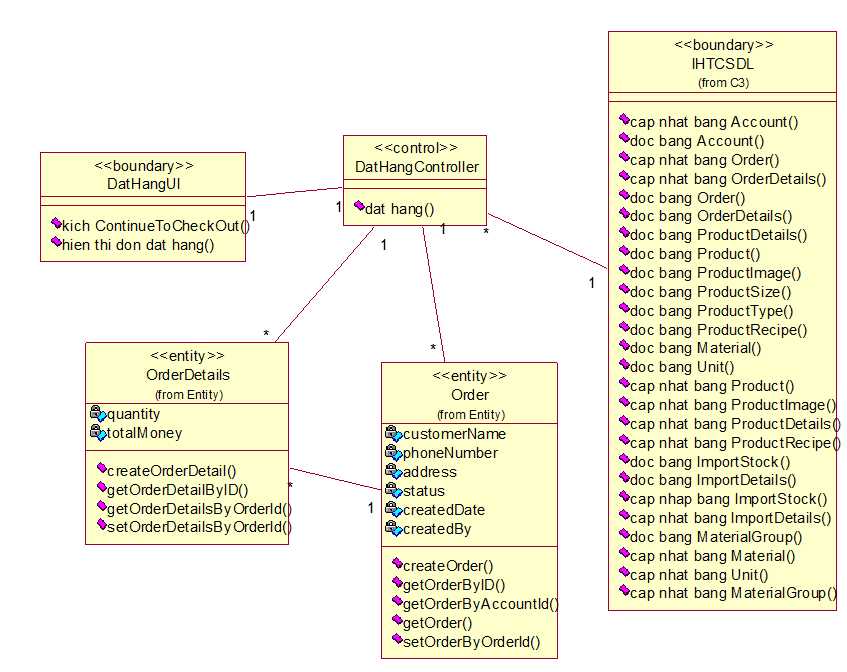 <<boundary>>
DatHangUI
kich ContinueToCheckOut()
hien thi don dat hang()
1
1
<<control>>
DatHangController
dat hang()
1
1
*
1
*
*
<<boundary>>
IHTCSDL
(from C3)
cap nhat bang Account()
doc bang Account()
cap nhat bang Order()
cap nhat bang OrderDetails()
doc bang Order()
doc bang OrderDetails()
doc bang ProductDetails()
doc bang Product()
doc bang ProductImage()
doc bang ProductSize()
doc bang ProductType()
doc bang ProductRecipe()
doc bang Material()
doc bang Unit()
cap nhat bang Product()
cap nhat bang ProductImage()
cap nhat bang ProductDetails()
cap nhat bang ProductRecipe()
doc bang ImportStock()
doc bang ImportDetails()
cap nhap bang ImportStock()
cap nhat bang ImportDetails()
doc bang MaterialGroup()
cap nhat bang Material()
cap nhat bang Unit()
cap nhat bang MaterialGroup()
<<entity>>
OrderDetails
(from Entity)
quantity
totalMoney
createOrderDetail()
getOrderDetailByID()
getOrderDetailsByOrderId()
setOrderDetailsByOrderId()
*
1
<<entity>>
Order
(from Entity)
customerName
phoneNumber
address
status
createdDate
createdBy
createOrder()
getOrderByID()
getOrderByAccountId()
getOrder()
setOrderByOrderId()